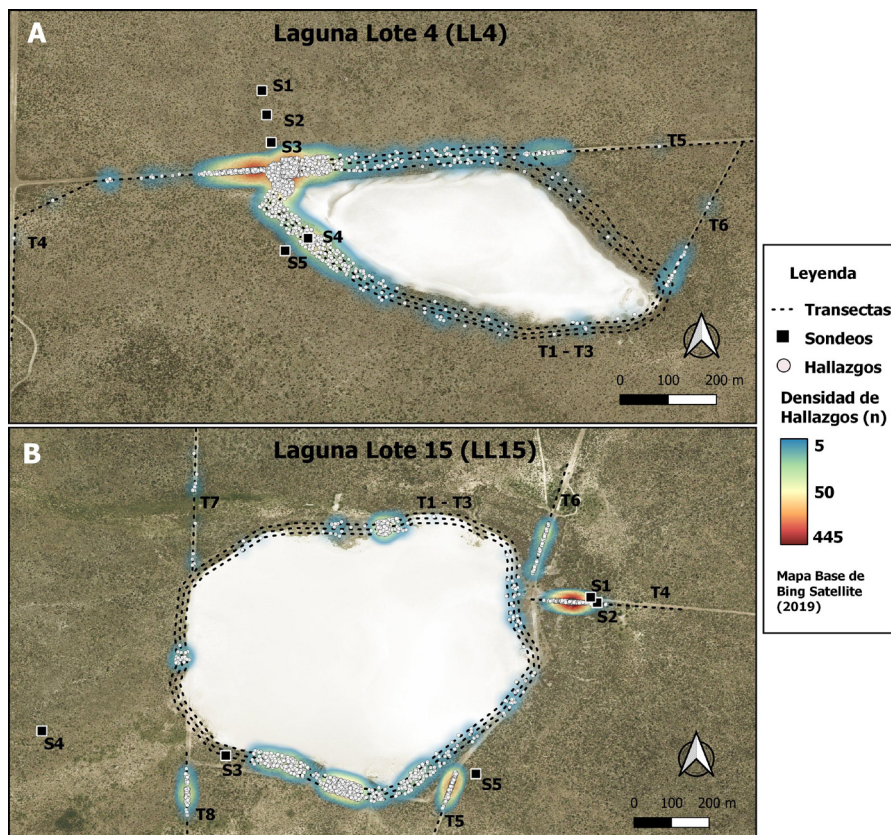 A
Laguna Lote 4 (LL4)
S1
S2
S3
T5
T4
S4
S5
T6
T1 - T3
0 100 200 m
B
Laguna Lote 15 (LL15)
T7
T1 - T3
T6
S1
T4
S2
S4
S3
S5
T8
T5
0 100 200 m
Leyenda
Transectas
Sondeos
Hallazgos
Densidad de
Hallazgos (n)
5
50
445
Mapa Base de
Bing Satellite
(2019)